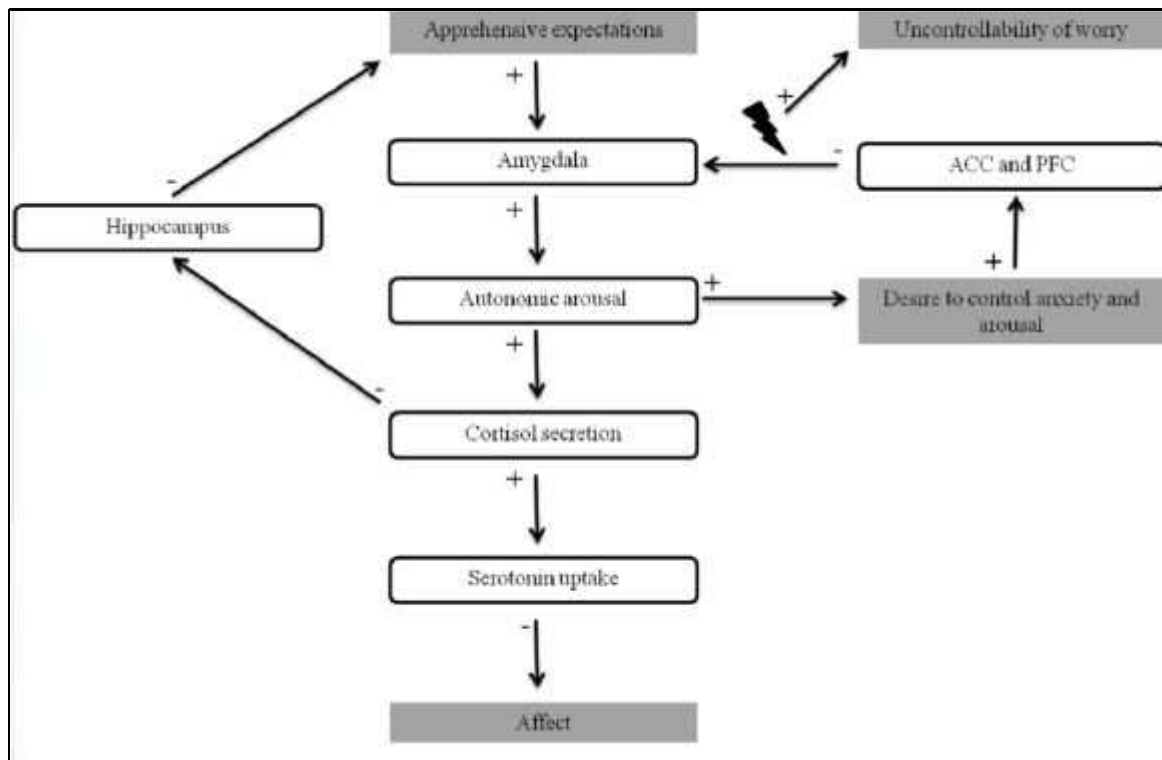 Apprehensive expectations
Uncontrollability of worry
+
+
-
Amygdala
ACC and PFC
-
+
Hippocampus
+
+
Autonomic arousal
Desire to control anxiety and
arousal
+
-
Cortisol secretion
+
Serotonin uptake
-
Affect